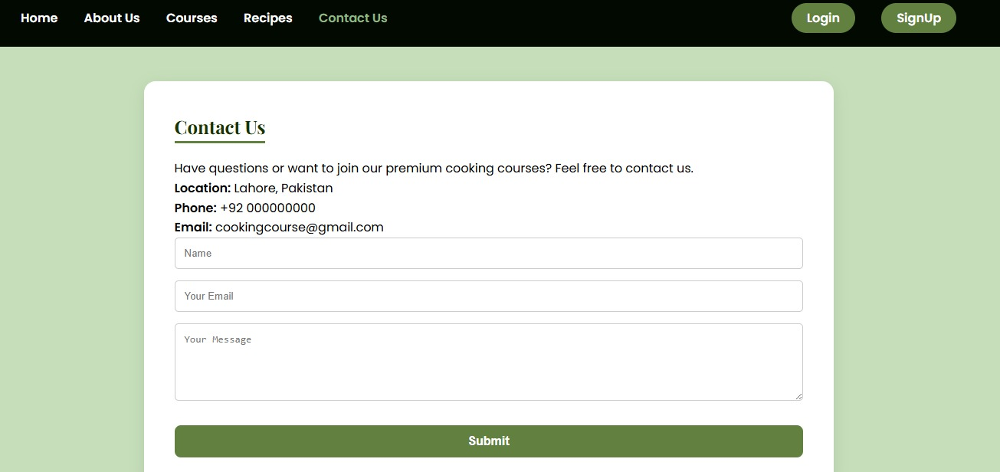 Home About Us Courses Recipes Contact Us Login SignUp
Contact Us
Have questions or want to join our premium cooking courses? Feel free to contact us.
Location: Lahore, Pakistan
Phone: +92 000000000
Email: cookingcourse@gmail.com
Name
Your Email
Your Message
Submit